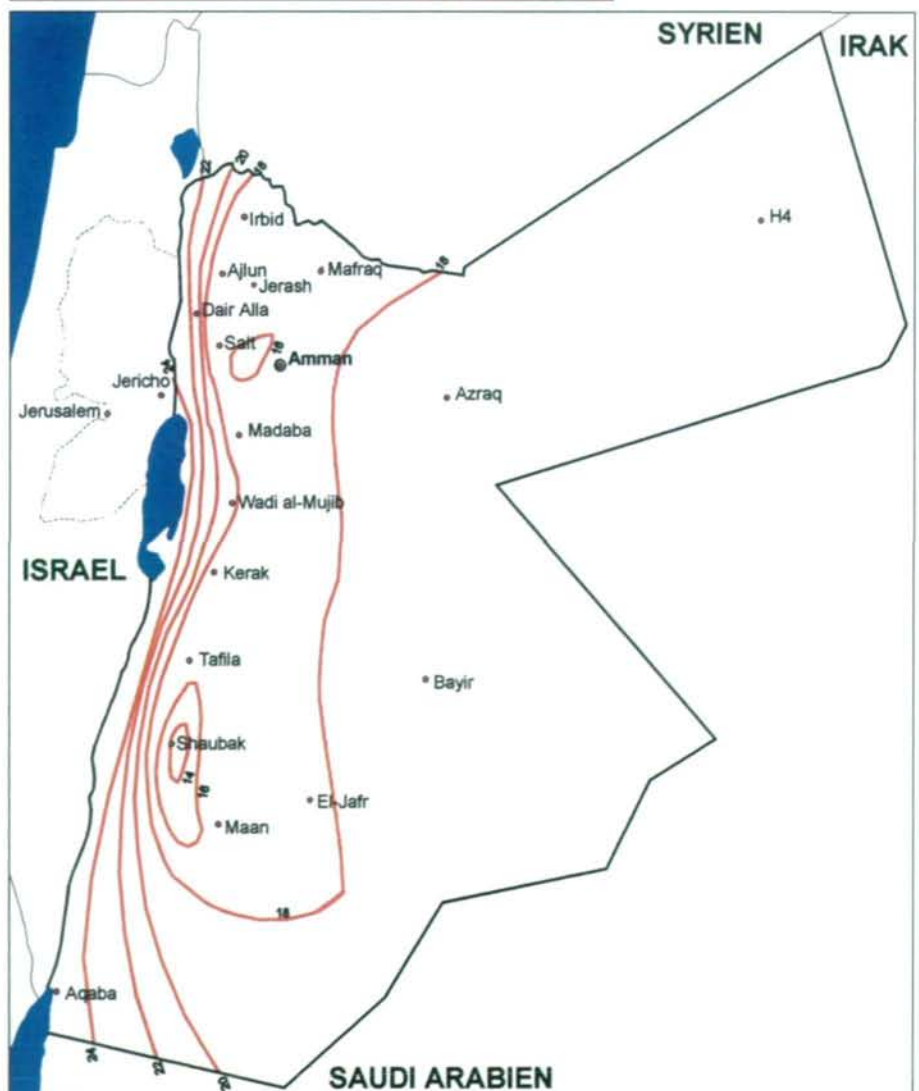 SYRIEN
IRAK
22
20
18
Irbid
H4
Ajlun
Jerash
Mafraq
18
Dair Alla
Salt
16
Amman
24
Jericho
Azraq
Jerusalem
Madaba
Wadi al-Mujib
ISRAEL
Kerak
Tafila
Bayir
Shaubak
14
16
El-Jafr
Maan
18
Aqaba
24
22
20
SAUDI ARABIEN